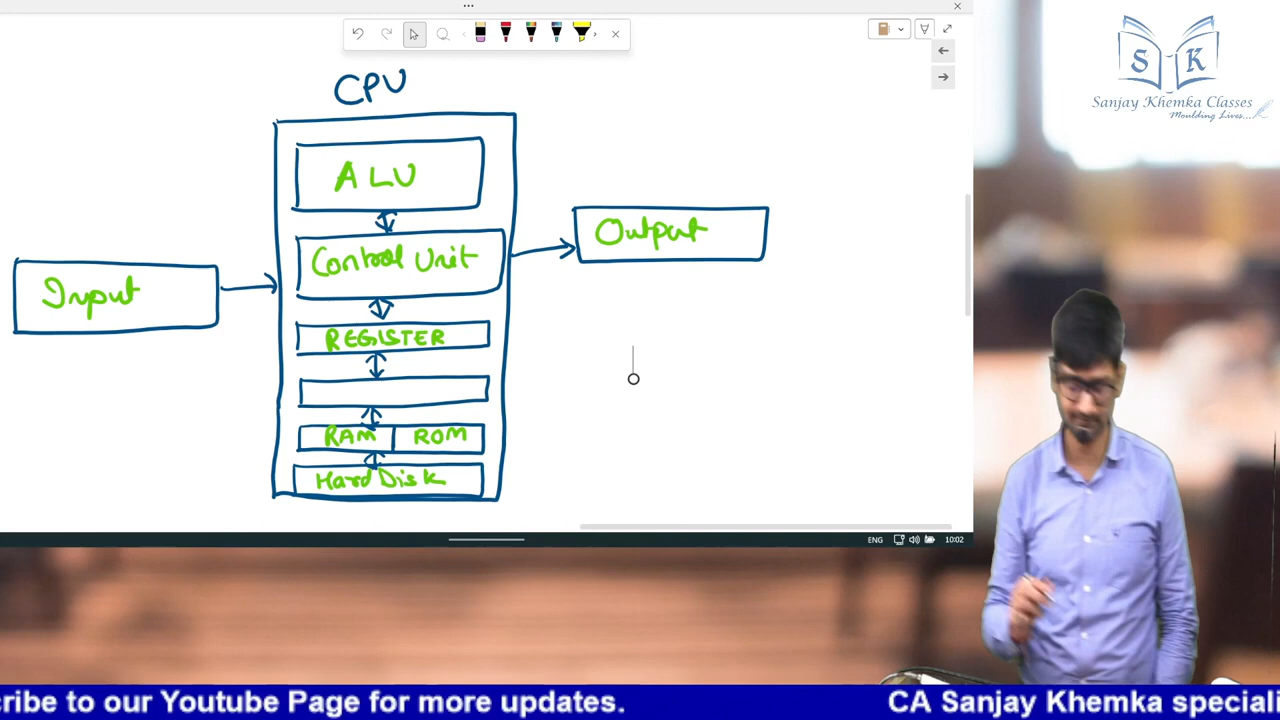 CPU
ALU
Control Unit
Input
Output
REGISTER
RAM ROM
Hard Disk
ENG 10:02
S K
Sanjay Khemka Classes
Moulding Lives...
cribe to our Youtube Page for more updates. CA Sanjay Khemka speciali